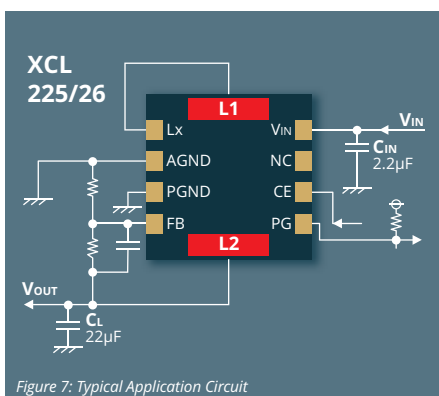 XCL
225/26
L1
Lx
VIN
AGND
NC
PGND
CE
FB
PG
L2
VIN
CIN
2.2µF
VOUT
CL
22µF
Figure 7: Typical Application Circuit